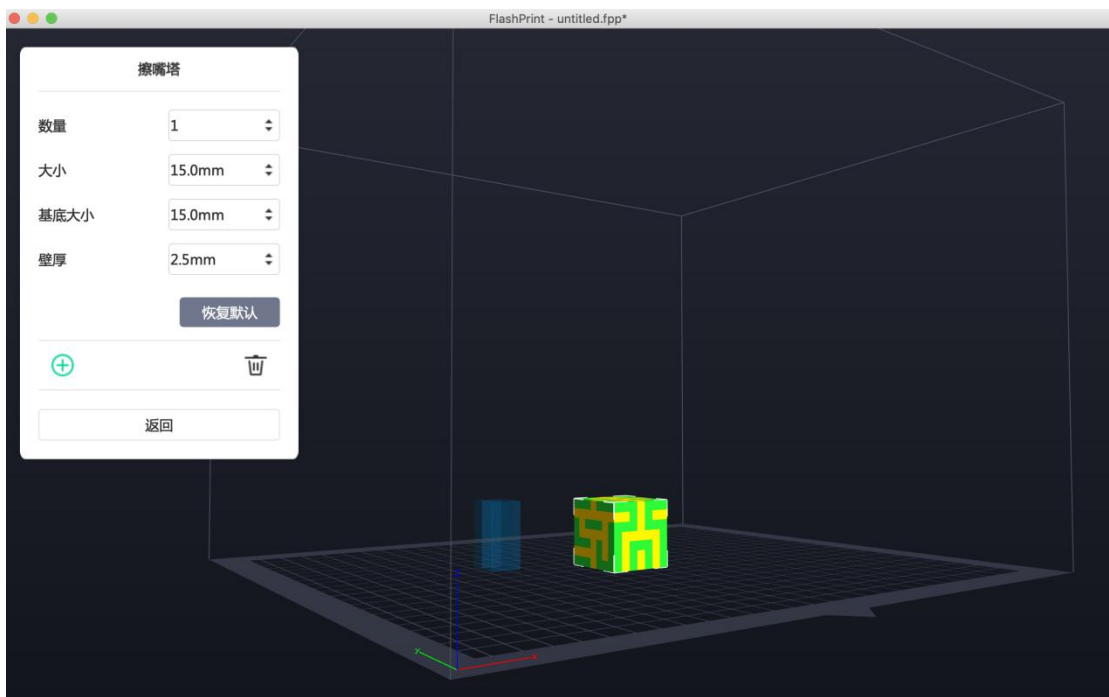 FlashPrint - untitled.fpp*
擦嘴塔
数量 1
大小 15.0mm
基底大小 15.0mm
壁厚 2.5mm
恢复默认
返回
y
x